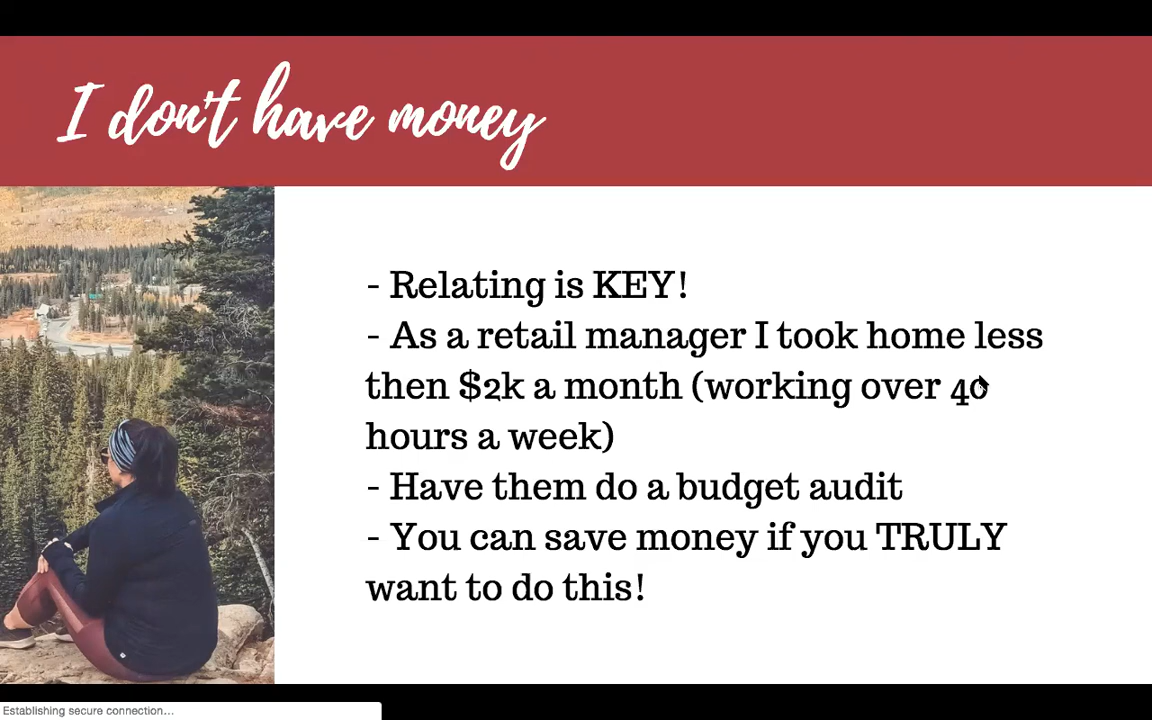 I don't have money
- Relating is KEY!
- As a retail manager I took home less
then $2k a month (working over 40
hours a week)
- Have them do a budget audit
- You can save money if you TRULY
want to do this!
Establishing secure connection...